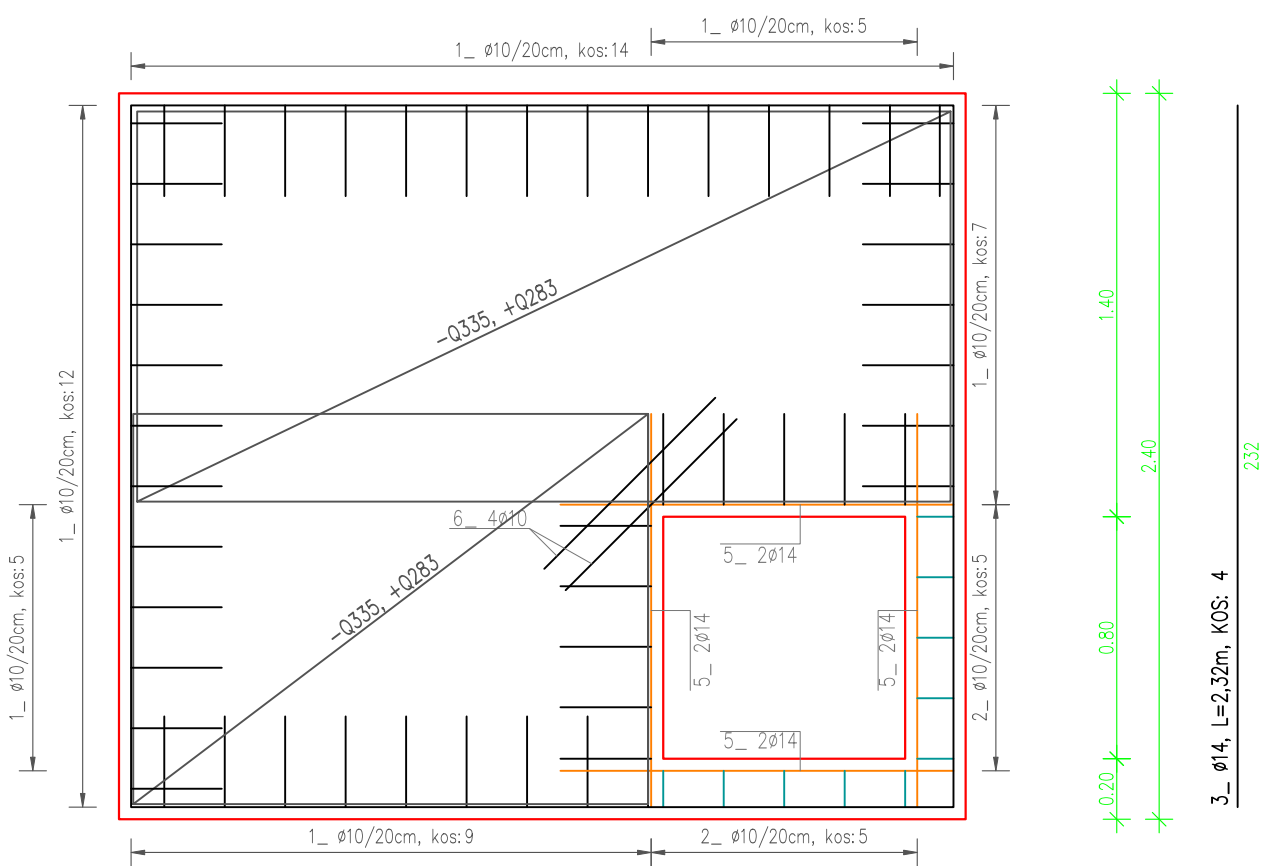 1_ ø10/20cm, kos:5
1_ ø10/20cm, kos:14
1_ ø10/20cm, kos:12
1_ ø10/20cm, kos:5
-Q335, +Q283
-Q335, +Q283
6_ 4ø10
5_ 2ø14
5_ 2ø14
5_ 2ø14
5_ 2ø14
1_ ø10/20cm, kos:7
2_ ø10/20cm, kos:5
1_ ø10/20cm, kos:9
2_ ø10/20cm, kos:5
1.40
0.80
0.20
2.40
3_ ø14, L=2,32m, KOS: 4
232